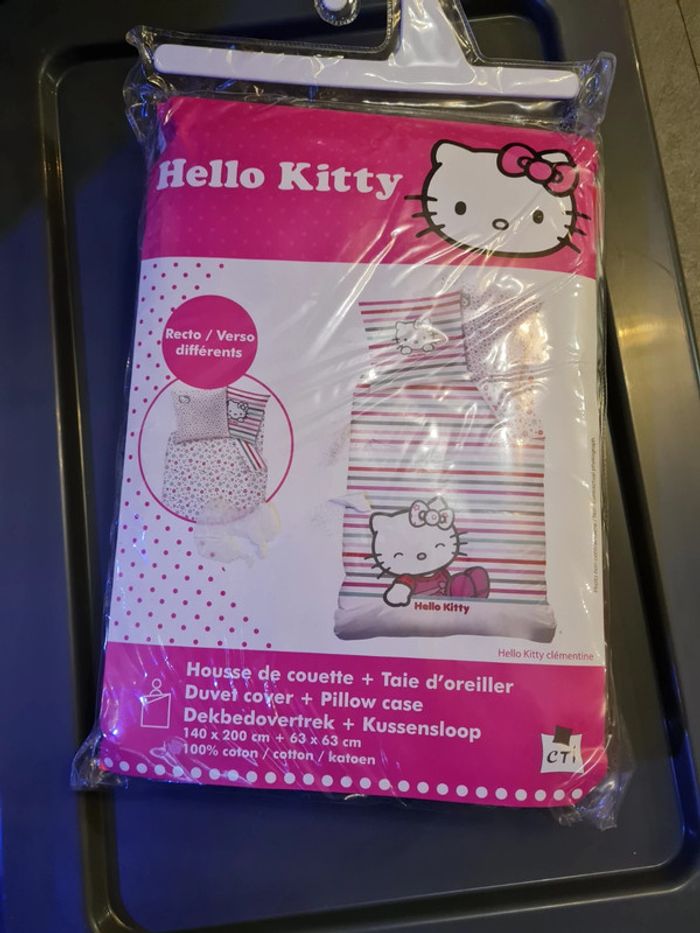 Hello Kitty
Recto / Verso
différents
Hello Kitty
Hello Kitty clémentine
Housse de couette + Taie d'oreiller
Duvet cover + Pillow case
Dekbedovertrek + Kussensloop
140 x 200 cm + 63 x 63 cm
100% coton / cotton / katoen
CTi